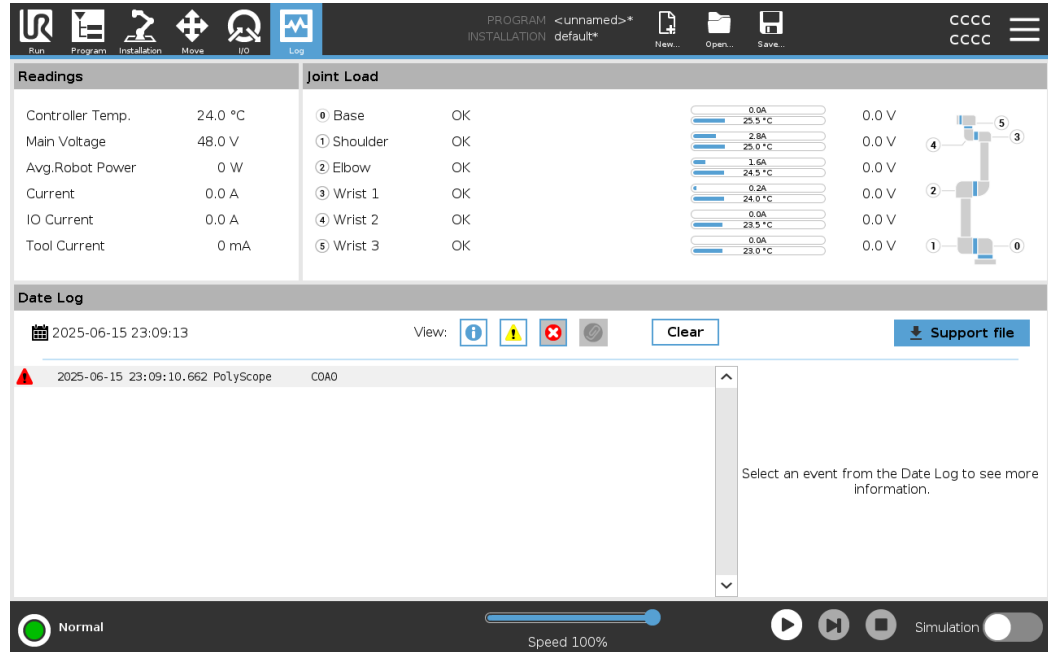 PROGRAM <unnamed>*
INSTALLATION default*
cccc
cccc
Run Program Installation Move I/O Log New... Open... Save...
Readings
Controller Temp. 24.0 °C
Main Voltage 48.0 V
Avg.Robot Power 0 W
Current 0.0 A
IO Current 0.0 A
Tool Current 0 mA
Joint Load
0 Base OK 0.0A 25.5 °C 0.0 V
1 Shoulder OK 2.8A 25.0 °C 0.0 V
2 Elbow OK 1.6A 24.5 °C 0.0 V
3 Wrist 1 OK 0.2A 24.0 °C 0.0 V
4 Wrist 2 OK 0.0A 23.5 °C 0.0 V
5 Wrist 3 OK 0.0A 23.0 °C 0.0 V
5
3
4
2
1 0
Date Log
2025-06-15 23:09:13 View: Clear Support file
2025-06-15 23:09:10.662 PolyScope C0A0
Select an event from the Date Log to see more
information.
Normal
Speed 100%
Simulation